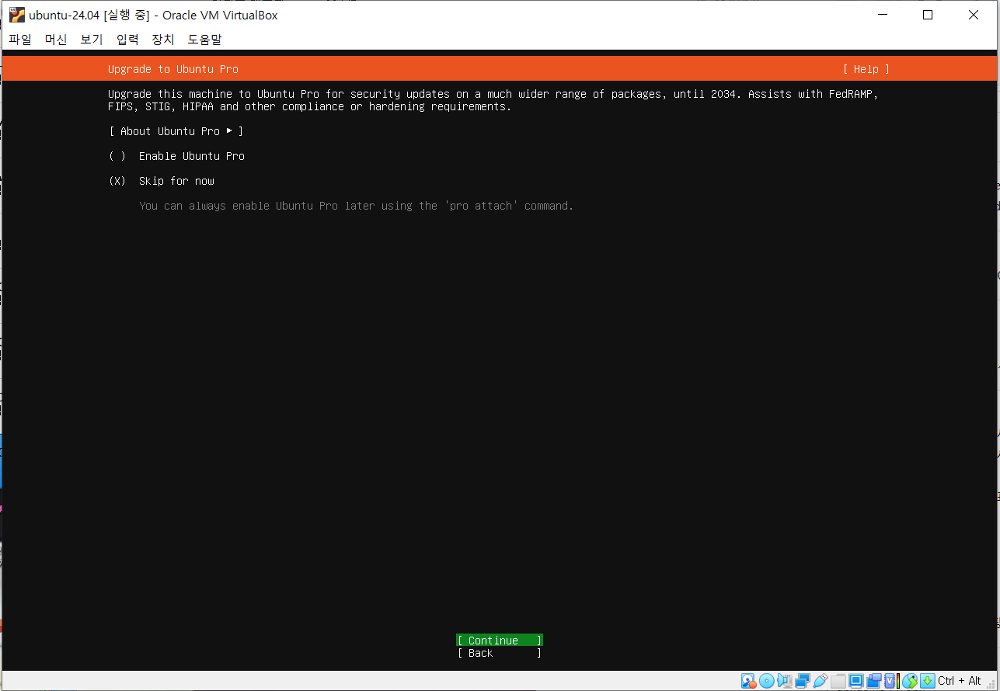 ubuntu-24.04 [실행 중] - Oracle VM VirtualBox
파일 머신 보기 입력 장치 도움말
Upgrade to Ubuntu Pro [ Help ]
Upgrade this machine to Ubuntu Pro for security updates on a much wider range of packages, until 2034. Assists with FedRAMP,
FIPS, STIG, HIPAA and other compliance or hardening requirements.
[ About Ubuntu Pro ▸ ]
( ) Enable Ubuntu Pro
(X) Skip for now
You can always enable Ubuntu Pro later using the 'pro attach' command.
[ Continue ]
[ Back ]
Ctrl + Alt